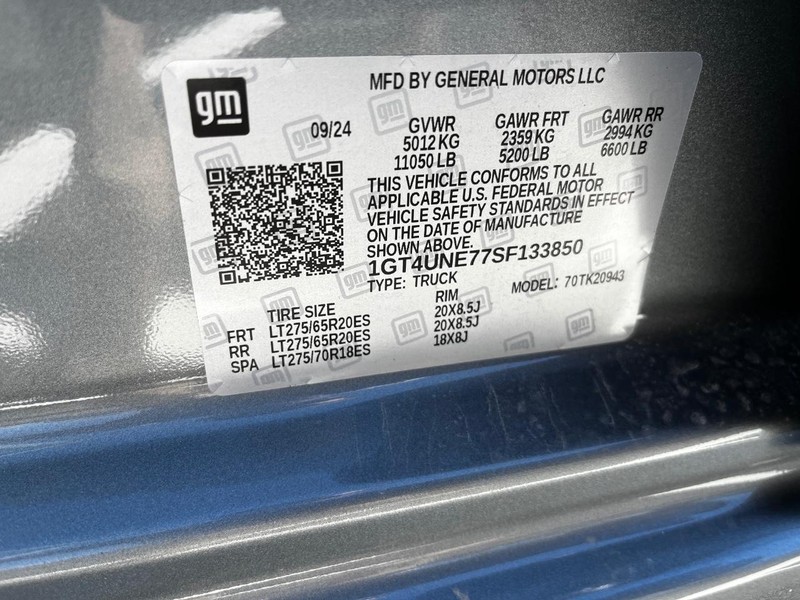 gm
MFD BY GENERAL MOTORS LLC
09/24
GVWR GAWR FRT GAWR RR
5012 KG 2359 KG 2994 KG
11050 LB 5200 LB 6600 LB
THIS VEHICLE CONFORMS TO ALL
APPLICABLE U.S. FEDERAL MOTOR
VEHICLE SAFETY STANDARDS IN EFFECT
ON THE DATE OF MANUFACTURE
SHOWN ABOVE.
1GT4UNE77SF133850
TYPE: TRUCK MODEL: 70TK20943
TIRE SIZE RIM
FRT LT275/65R20ES 20X8.5J
RR LT275/65R20ES 20X8.5J
SPA LT275/70R18ES 18X8J